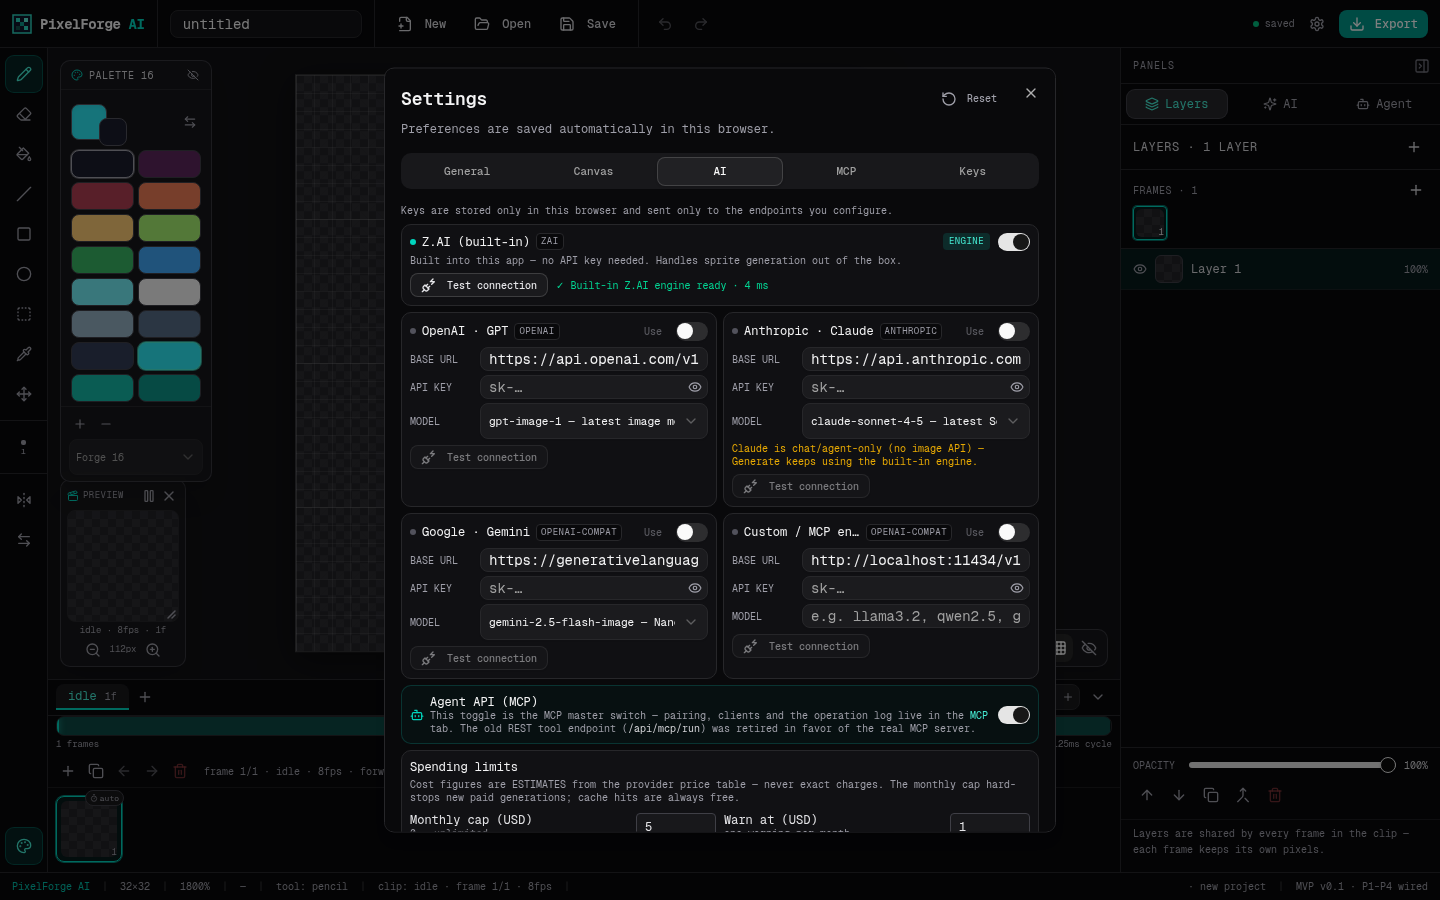 PixelForge AI
untitled
New
Open
Save
saved
Export
PALETTE 16
Forge 16
PREVIEW
idle · 8fps · 1f
112px
1
Settings
Reset
Preferences are saved automatically in this browser.
General
Canvas
AI
MCP
Keys
Keys are stored only in this browser and sent only to the endpoints you configure.
Z.AI (built-in) ZAI
ENGINE
Built into this app — no API key needed. Handles sprite generation out of the box.
Test connection
✓ Built-in Z.AI engine ready · 4 ms
OpenAI · GPT OPENAI
Use
BASE URL
https://api.openai.com/v1
API KEY
sk-…
MODEL
gpt-image-1 — latest image m
Test connection
Anthropic · Claude ANTHROPIC
Use
BASE URL
https://api.anthropic.com
API KEY
sk-…
MODEL
claude-sonnet-4-5 — latest S
Claude is chat/agent-only (no image API) —
Generate keeps using the built-in engine.
Test connection
Google · Gemini OPENAI-COMPAT
Use
BASE URL
https://generativelanguag
API KEY
sk-…
MODEL
gemini-2.5-flash-image — Nan
Test connection
Custom / MCP en… OPENAI-COMPAT
Use
BASE URL
http://localhost:11434/v1
API KEY
sk-…
MODEL
e.g. llama3.2, qwen2.5, g
Test connection
Agent API (MCP)
This toggle is the MCP master switch — pairing, clients and the operation log live in the MCP
tab. The old REST tool endpoint (/api/mcp/run) was retired in favor of the real MCP server.
Spending limits
Cost figures are ESTIMATES from the provider price table — never exact charges. The monthly cap hard-
stops new paid generations; cache hits are always free.
Monthly cap (USD)
5
Warn at (USD)
1
PANELS
Layers
AI
Agent
LAYERS · 1 LAYER
FRAMES · 1
1
Layer 1
100%
OPACITY
100%
Layers are shared by every frame in the clip —
each frame keeps its own pixels.
idle 1f
1 frames
125ms cycle
frame 1/1 · idle · 8fps · forw
auto
1
PixelForge AI
32×32
1800%
—
tool: pencil
clip: idle · frame 1/1 · 8fps
· new project
MVP v0.1 · P1-P4 wired